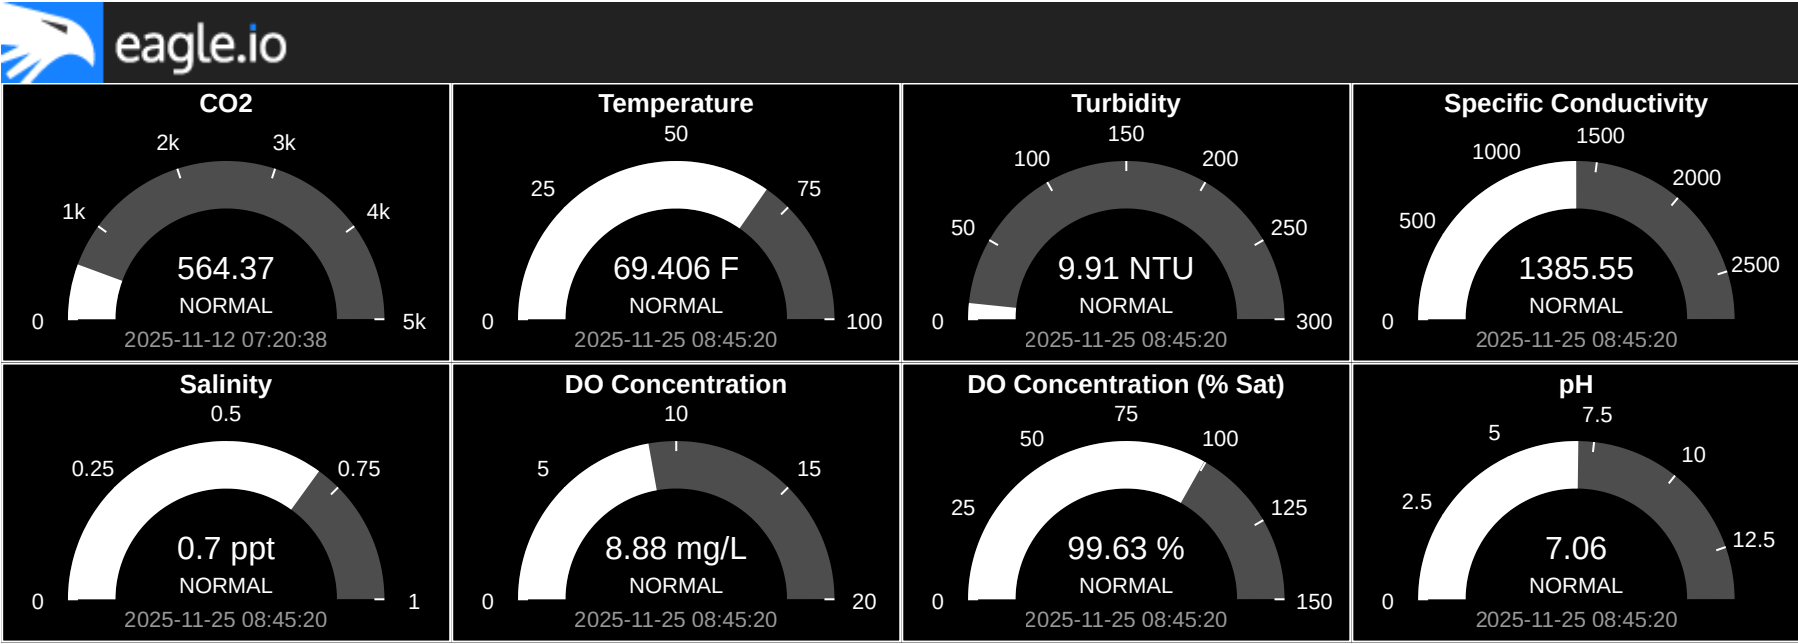 eagle.io
CO2
2k
3k
1k
4k
564.37
NORMAL
0
5k
2025-11-12 07:20:38
Temperature
50
25
75
69.406 F
NORMAL
0
100
2025-11-25 08:45:20
Turbidity
150
100
200
50
250
9.91 NTU
NORMAL
0
300
2025-11-25 08:45:20
Specific Conductivity
1500
1000
2000
500
2500
1385.55
NORMAL
0
2025-11-25 08:45:20
Salinity
0.5
0.25
0.75
0.7 ppt
NORMAL
0
1
2025-11-25 08:45:20
DO Concentration
10
5
15
8.88 mg/L
NORMAL
0
20
2025-11-25 08:45:20
DO Concentration (% Sat)
75
50
100
25
125
99.63 %
NORMAL
0
150
2025-11-25 08:45:20
pH
7.5
5
10
2.5
12.5
7.06
NORMAL
0
2025-11-25 08:45:20